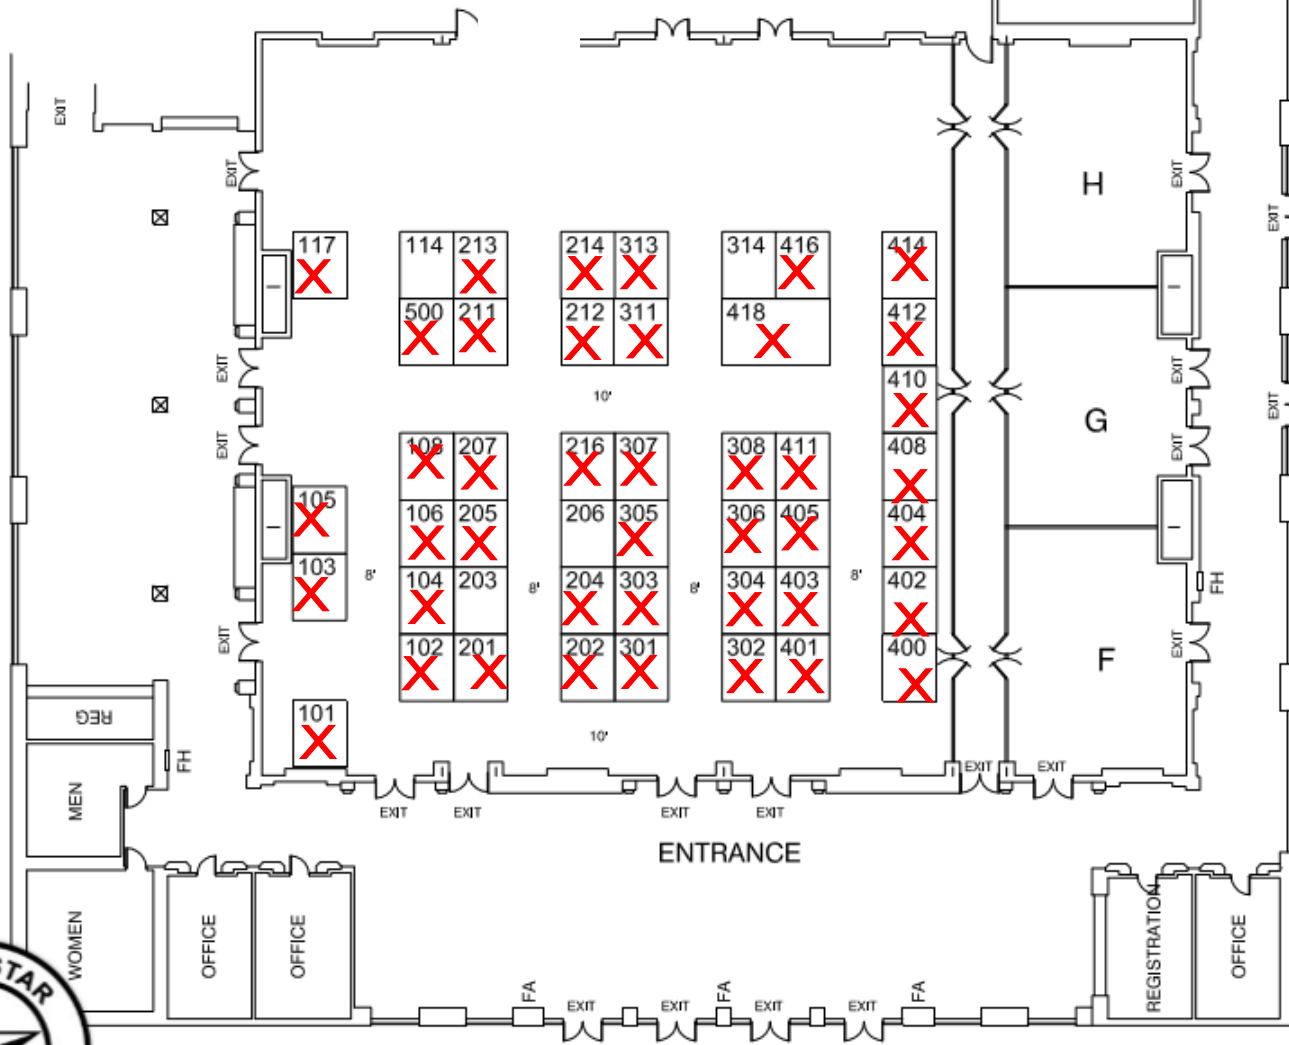 EXIT
H
EXIT
EXIT
EXIT
117
114
213
214
313
314
416
414
500
211
212
311
418
412
EXIT
EXIT
410
10'
EXIT
G
108
207
216
307
308
411
408
EXIT
EXIT
105
106
205
206
305
306
405
404
103
8'
104
203
8'
204
303
8'
304
403
8'
402
FH
EXIT
102
201
202
301
302
401
400
F
EXIT
REG
101
10'
FH
MEN
EXIT
EXIT
EXIT
EXIT
EXIT
EXIT
ENTRANCE
WOMEN
OFFICE
OFFICE
REGISTRATION
OFFICE
STAR
FA
FA
FA
EXIT
EXIT
EXIT
EXIT